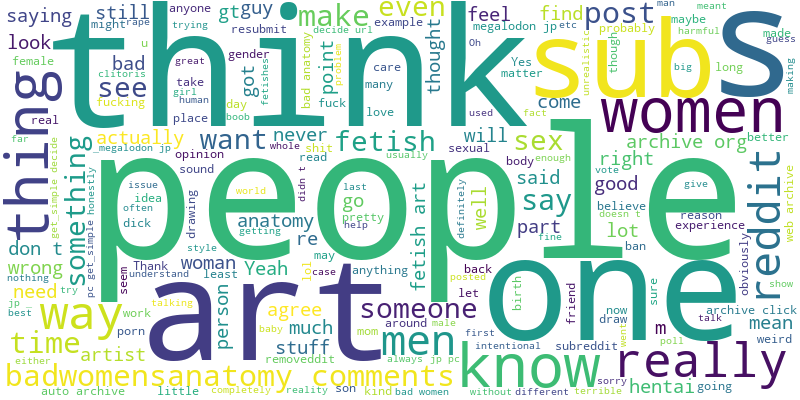 saying still might rape anyone trying gt guy make even post find many man u meant
example resubmit decide url feel megalodon jp etc maybe probably harmful guess
look female bad clitoris might gender think sub S
thing see fucking take girl human place day boob got point fuck fetishes bad anatomy problem care matter love thought Oh Yes unrealistic though used fact big long made making
real great come women
actually want never fetish will sex archive org better
_megalodon jp opinion whole shit read usually sexual body enough right vote web archive
far something sound drawing didn t said good give reason
get_simple decide pc get_simple honestly issue often idea dick world last go help pretty definitely well say part believe doesn t experience reddit
don t anatomy re fetish art fine lot ban obviously
nothing wrong style getting people
try seem Thank understand woman Yeah least may lol case anything back let birth friend sure now draw talk m went archive click show
jp best need way work talking art person agree baby much mom someone around male posted one poll mean weird
time porn stuff men first intentional subreddit
either artist removeddit always jp pc know really
badwomensanatomy comments without different sorry terrible hentai going
auto archive little completely reality son kind bad women